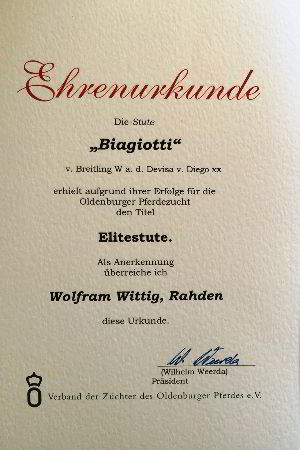 Ehrenurkunde
Die Stute
„Biagiotti“
v. Breitling W a. d. Devisa v. Diego xx
erhielt aufgrund ihrer Erfolge für die
Oldenburger Pferdezucht
den Titel
Elitestute.
Als Anerkennung
überreiche ich
Wolfram Wittig, Rahden
diese Urkunde.
W. Weerda
(Wilhelm Weerda)
Präsident
Verband der Züchter des Oldenburger Pferdes e.V.